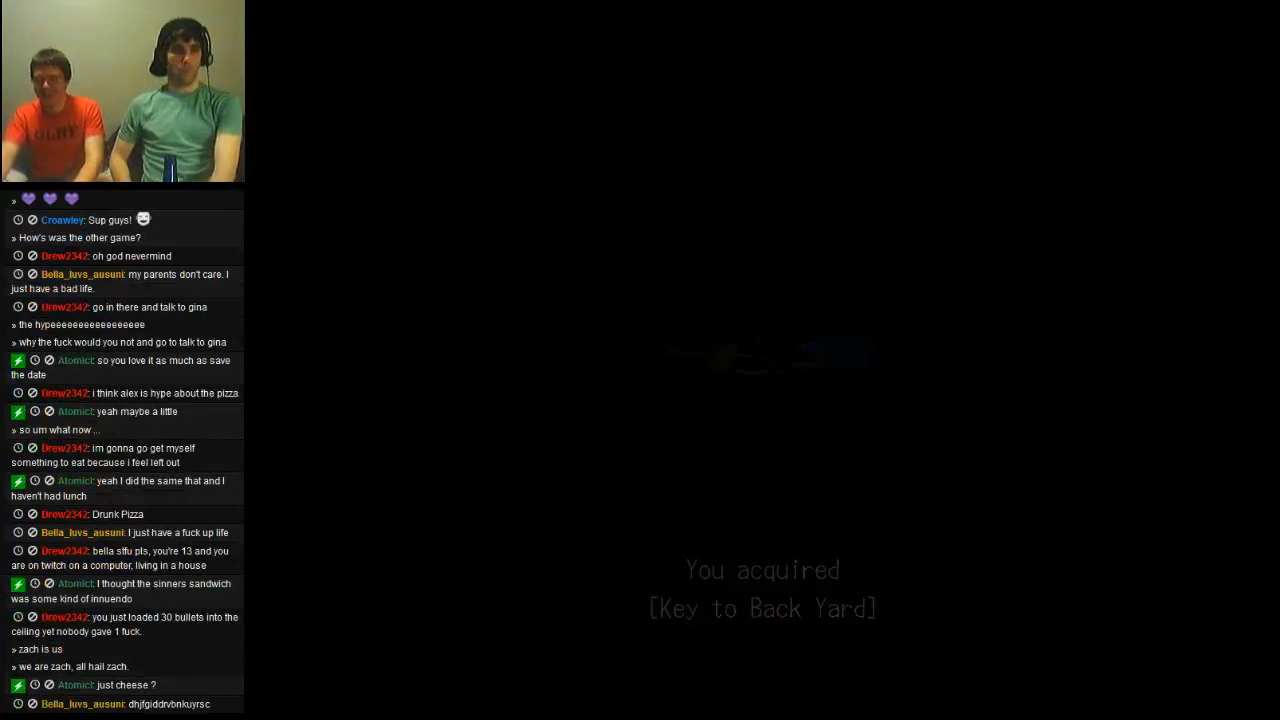 GLHF
»
Croawley: Sup guys!
» How's was the other game?
Drew2342: oh god nevermind
Bella_luvs_ausuni: my parents don't care. I
just have a bad life.
Drew2342: go in there and talk to gina
» the hypeeeeeeeeeeeeeeeee
» why the fuck would you not and go to talk to gina
Atomicl: so you love it as much as save
the date
Drew2342: i think alex is hype about the pizza
Atomicl: yeah maybe a little
» so um what now ...
Drew2342: im gonna go get myself
something to eat because i feel left out
Atomicl: yeah I did the same that and I
haven't had lunch
Drew2342: Drunk Pizza
Bella_luvs_ausuni: I just have a fuck up life
Drew2342: bella stfu pls, you're 13 and you
are on twitch on a computer, living in a house
Atomicl: I thought the sinners sandwich
was some kind of innuendo
Drew2342: you just loaded 30 bullets into the
ceiling yet nobody gave 1 fuck.
» zach is us
» we are zach, all hail zach.
Atomicl: just cheese ?
Bella_luvs_ausuni: dhjfgiddrvbnkuyrsc
You acquired
[Key to Back Yard]